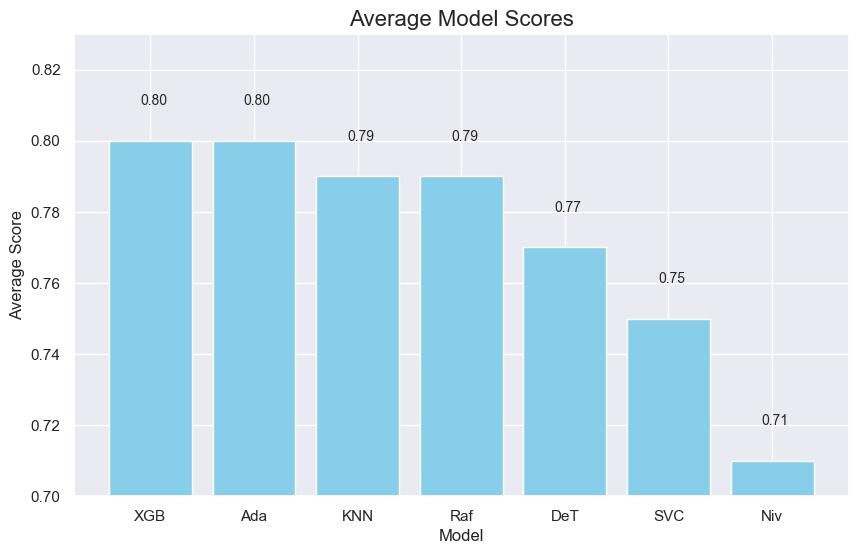 Average Model Scores
0.82
0.80
0.78
0.76
0.74
0.72
0.70
Average Score
0.80
0.80
0.79
0.79
0.77
0.75
0.71
XGB
Ada
KNN
Raf
DeT
SVC
Niv
Model